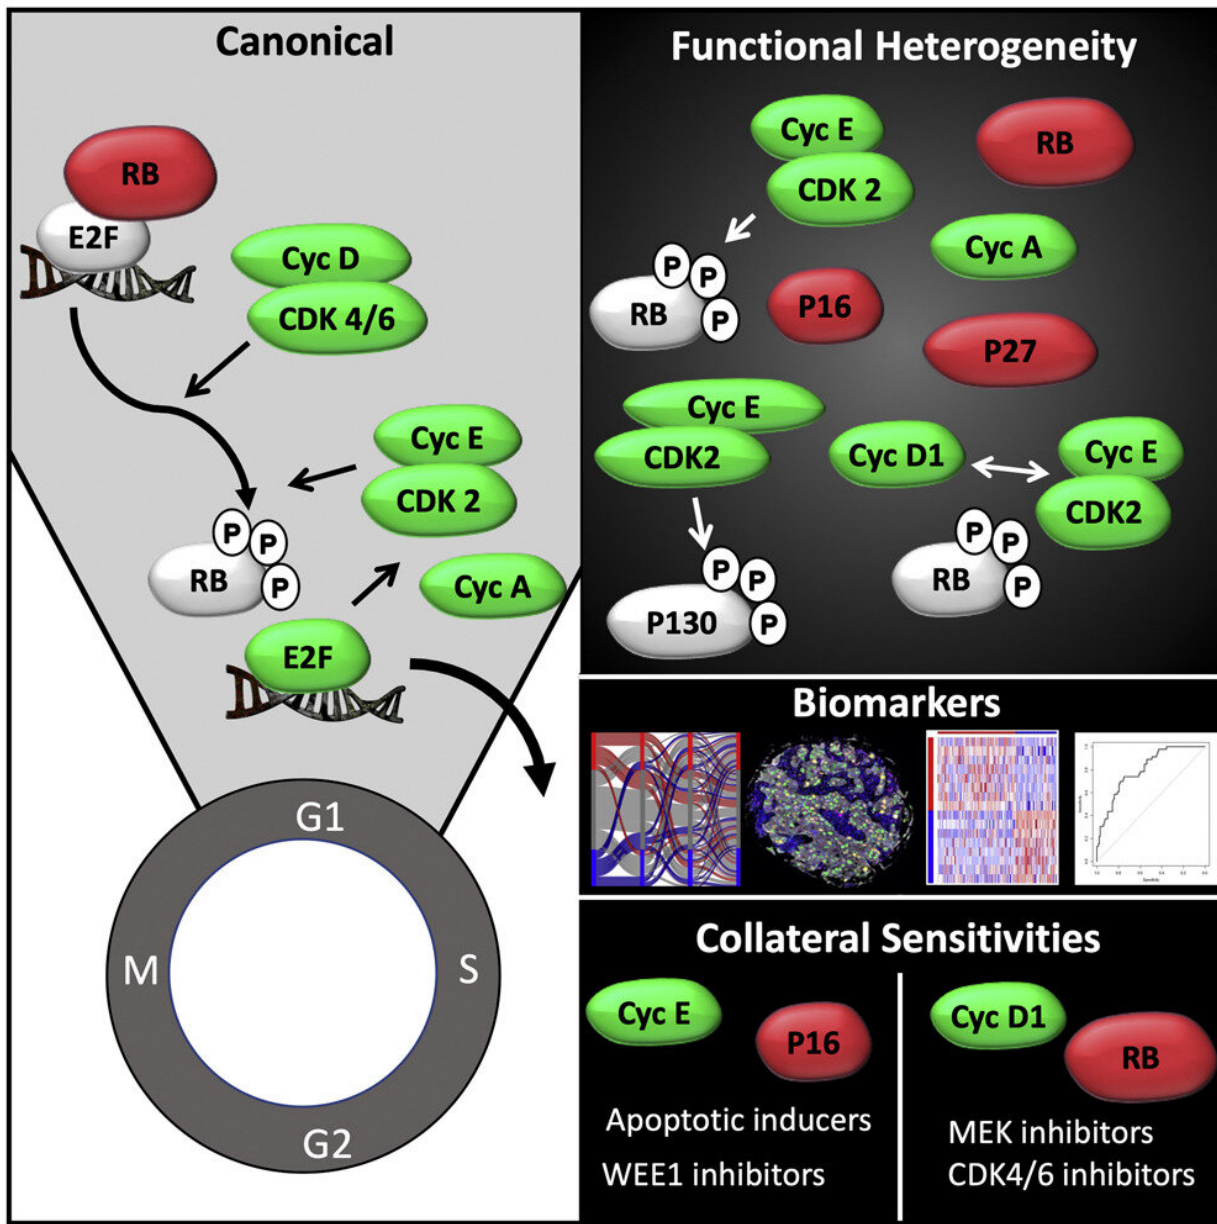 Canonical
RB
E2F
Cyc D
CDK 4/6
Cyc E
CDK 2
P
P
P
RB
Cyc A
E2F
G1
M
S
G2
Functional Heterogeneity
Cyc E
CDK 2
RB
Cyc A
P
P
P
RB
P16
P27
Cyc E
CDK2
Cyc D1
Cyc E
CDK2
P
P
P
RB
P
P
P
P130
Biomarkers
Collateral Sensitivities
Cyc E
P16
Apoptotic inducers
WEE1 inhibitors
Cyc D1
RB
MEK inhibitors
CDK4/6 inhibitors